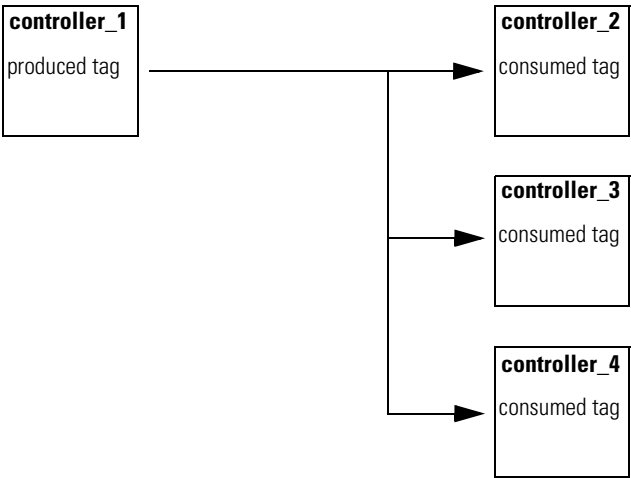 controller_1
produced tag
controller_2
consumed tag
controller_3
consumed tag
controller_4
consumed tag